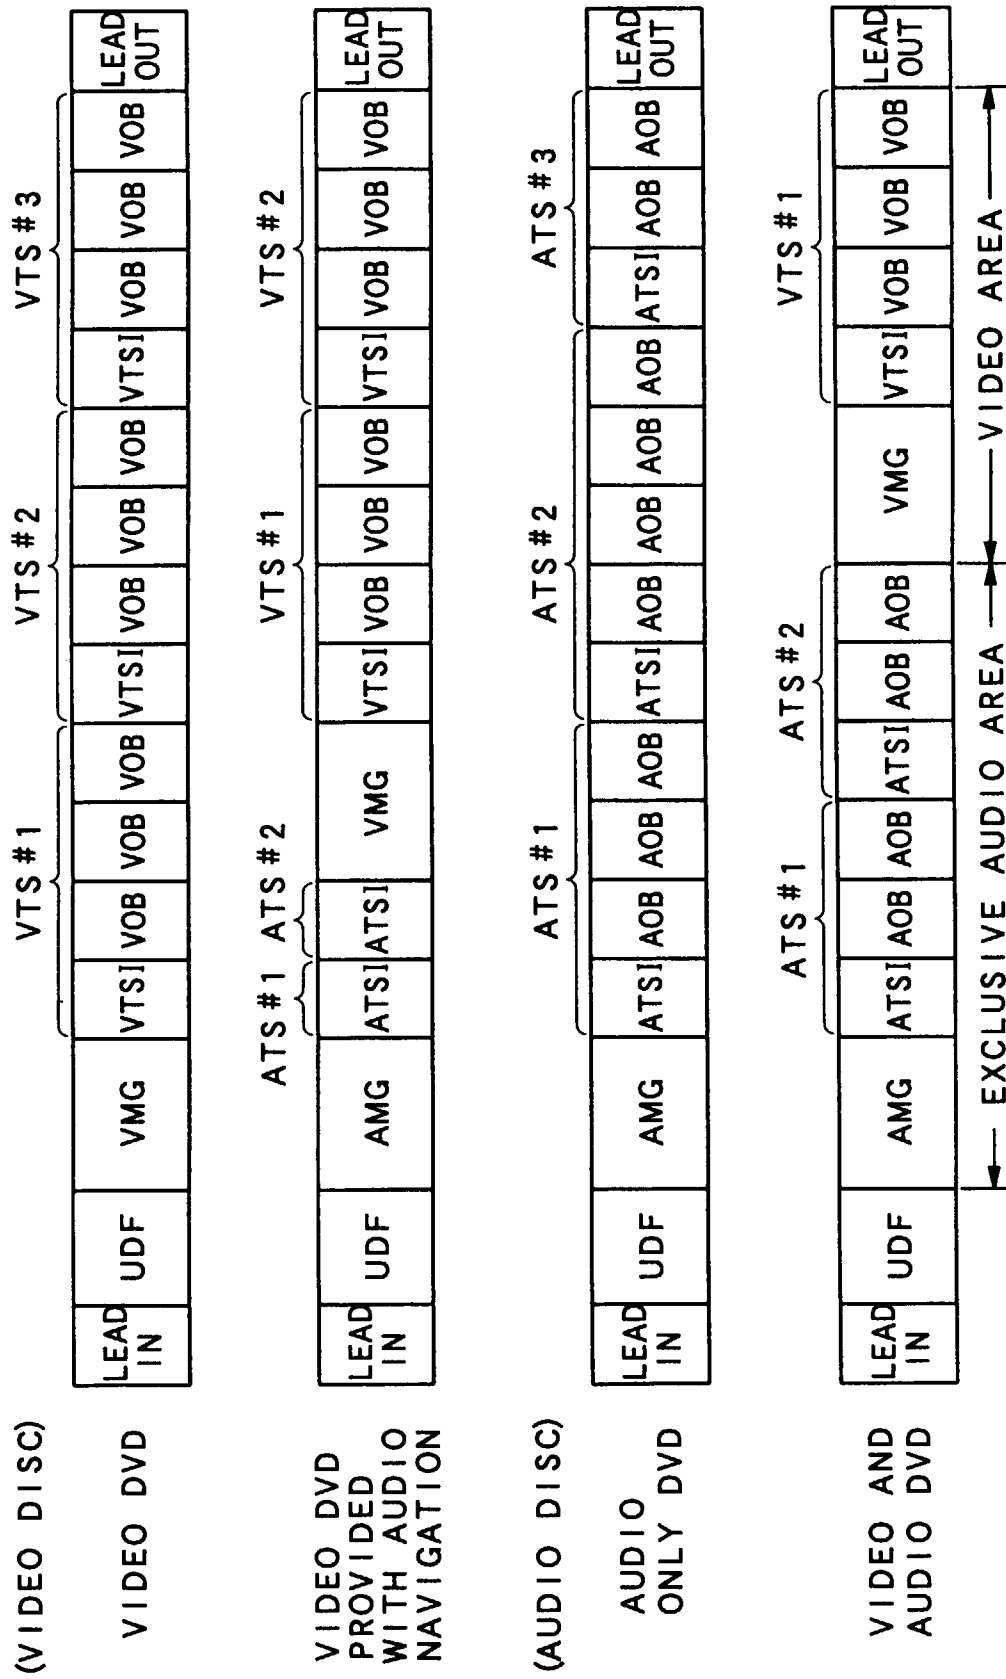 (VIDEO DISC)
VTS#1 VTS#2 VTS#3
VIDEO DVD
LEAD IN UDF VMG VTSI VOB VOB VOB VTSI VOB VOB VOB VTSI VOB VOB VOB LEAD OUT
ATS#1 ATS#2 VTS#1 VTS#2
VIDEO DVD
PROVIDED
WITH AUDIO
NAVIGATION
LEAD IN UDF AMG ATSI ATSI VMG VTSI VOB VOB VOB VTSI VOB VOB VOB LEAD OUT
(AUDIO DISC)
ATS#1 ATS#2 ATS#3
AUDIO
ONLY DVD
LEAD IN UDF AMG ATSI AOB AOB AOB ATSI AOB AOB AOB AOB ATSI AOB AOB LEAD OUT
ATS#1 ATS#2 VTS#1
VIDEO AND
AUDIO DVD
LEAD IN UDF AMG ATSI AOB AOB ATSI AOB AOB VMG VTSI VOB VOB VOB LEAD OUT
EXCLUSIVE AUDIO AREA VIDEO AREA